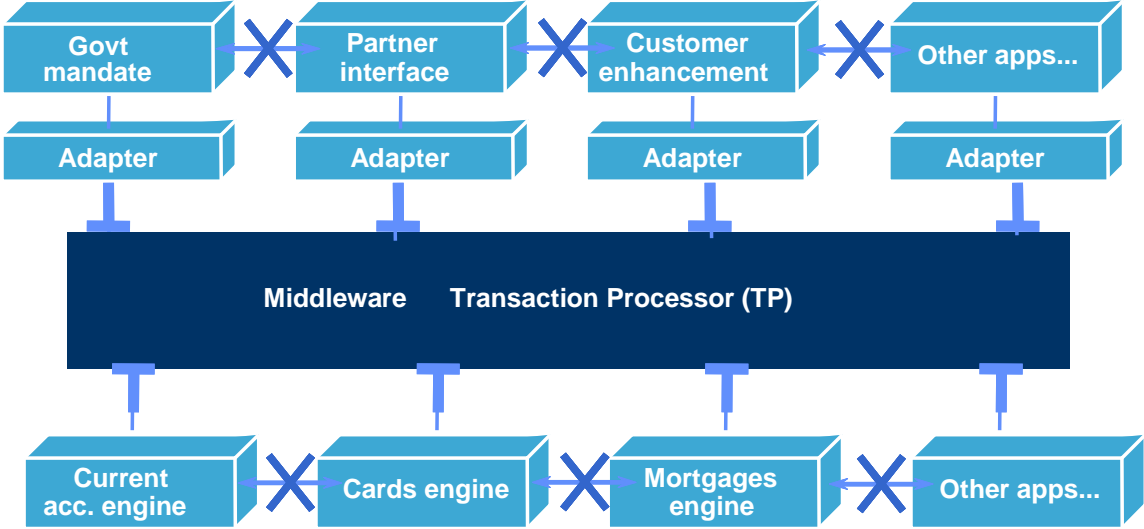 Govt
mandate
Partner
interface
Customer
enhancement
Other apps...
Adapter
Adapter
Adapter
Adapter
Middleware Transaction Processor (TP)
Current
acc. engine
Cards engine
Mortgages
engine
Other apps...